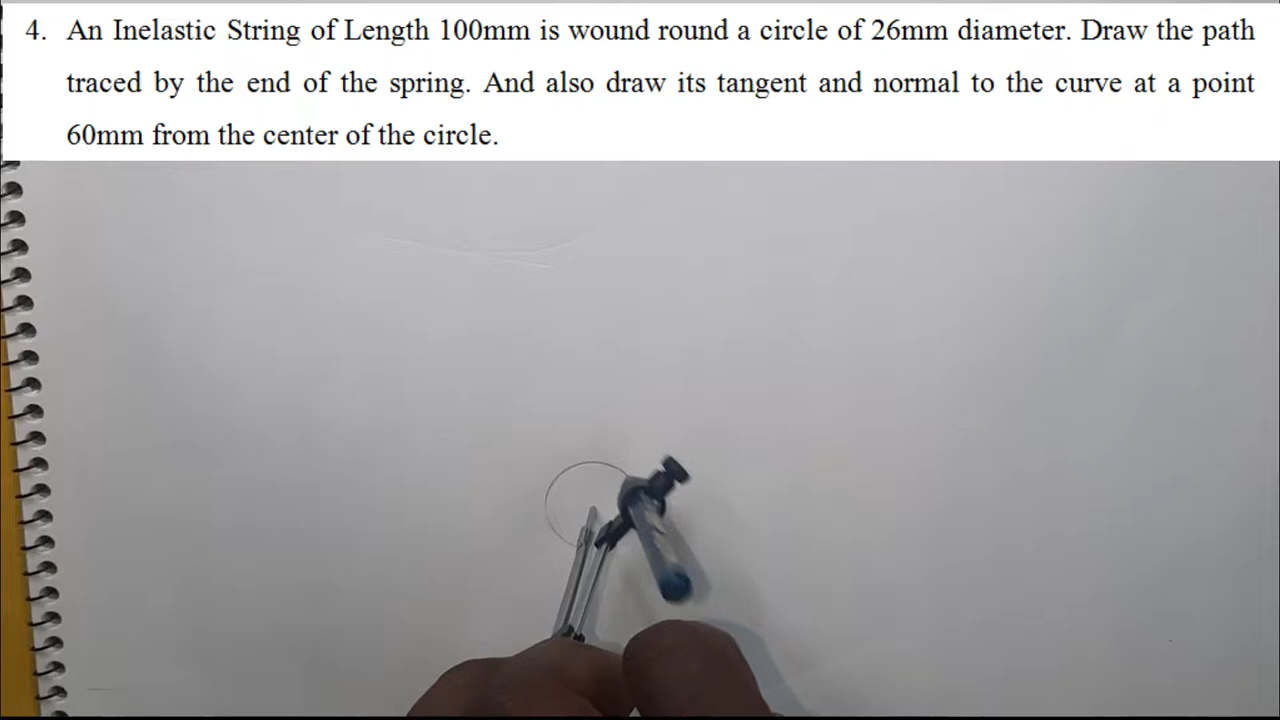 4. An Inelastic String of Length 100mm is wound round a circle of 26mm diameter. Draw the path
traced by the end of the spring. And also draw its tangent and normal to the curve at a point
60mm from the center of the circle.